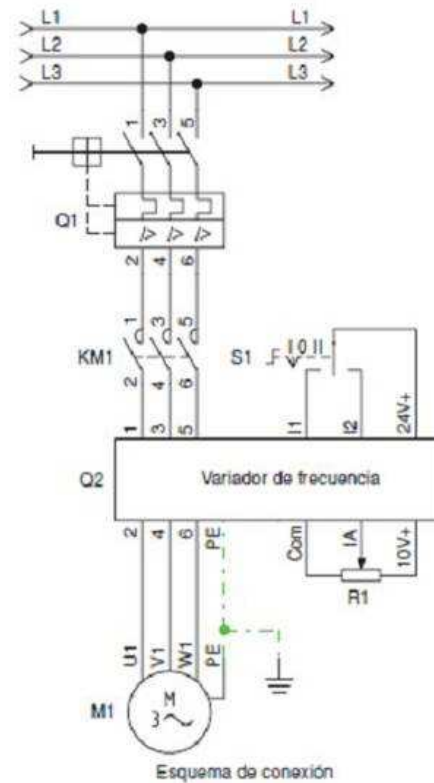 L1 L1
L2 L2
L3 L3
1 3 5
Q1
2 4 6
1 3 5
KM1
S1
I 0 II
2 4 6
1 3 5
I1 I2 24V+
Q2
Variador de frecuencia
2 4 6 PE
Com IA 10V+
R1
U1 V1 W1 PE
M1
M
3
Esquema de conexión